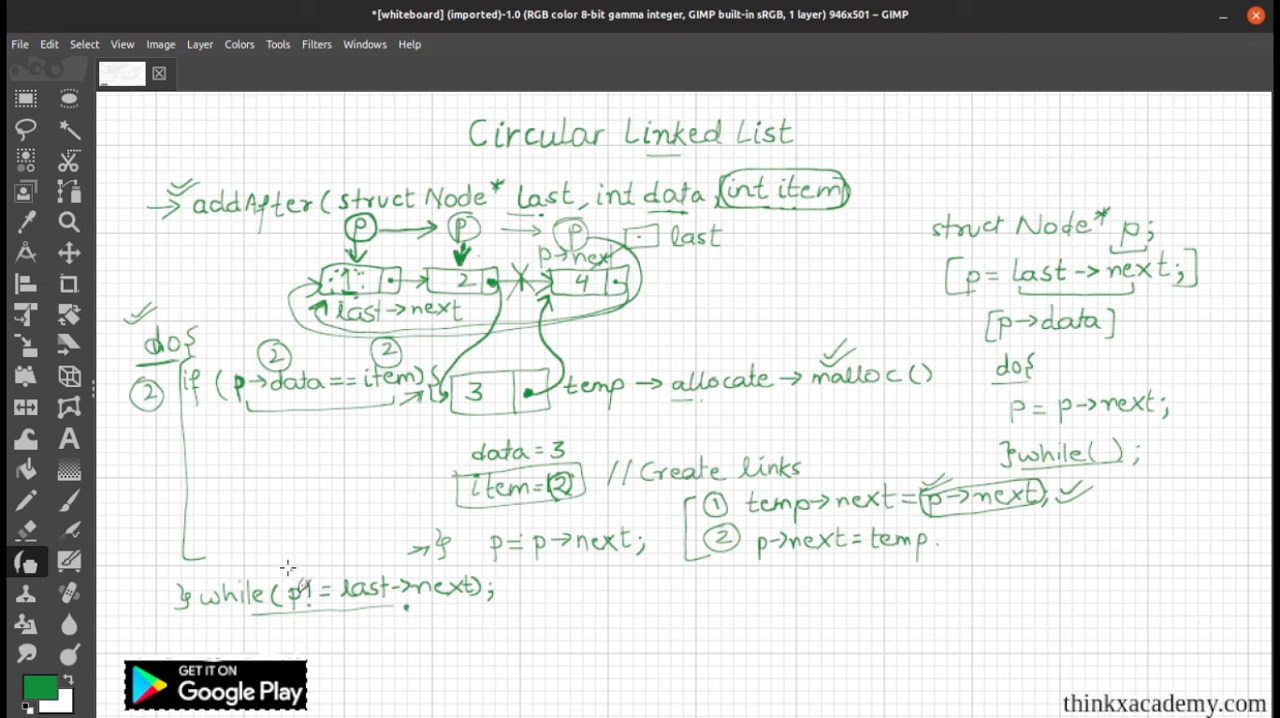 *[whiteboard] (imported)-1.0 (RGB color 8-bit gamma integer, GIMP built-in sRGB, 1 layer) 946x501 – GIMP
File Edit Select View Image Layer Colors Tools Filters Windows Help
Circular Linked List
addAfter(struct Node* last, int data, int item)
P P P last
p->next
1 2 4
last->next
struct Node* p;
[p = last->next;]
[p->data]
do{
p = p->next;
}while( );
do{
2 2
2 if (p->data == item){
3 temp -> allocate -> malloc()
data = 3
item = 2
// Create links
① temp->next = p->next;
② p->next = temp.
} p = p->next;
}while(p != last->next);
GET IT ON
Google Play
thinkxacademy.com